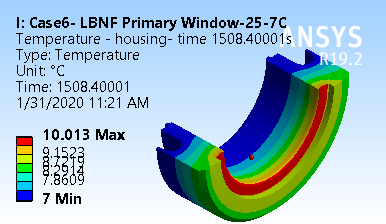 I: Case6- LBNF Primary Window-25-7C
Temperature - housing- time 1508.40001s
Type: Temperature
Unit: °C
Time: 1508.40001
1/31/2020 11:21 AM
ANSYS
R19.2
10.013 Max
9.1523
8.7219
8.2914
7.8609
7 Min